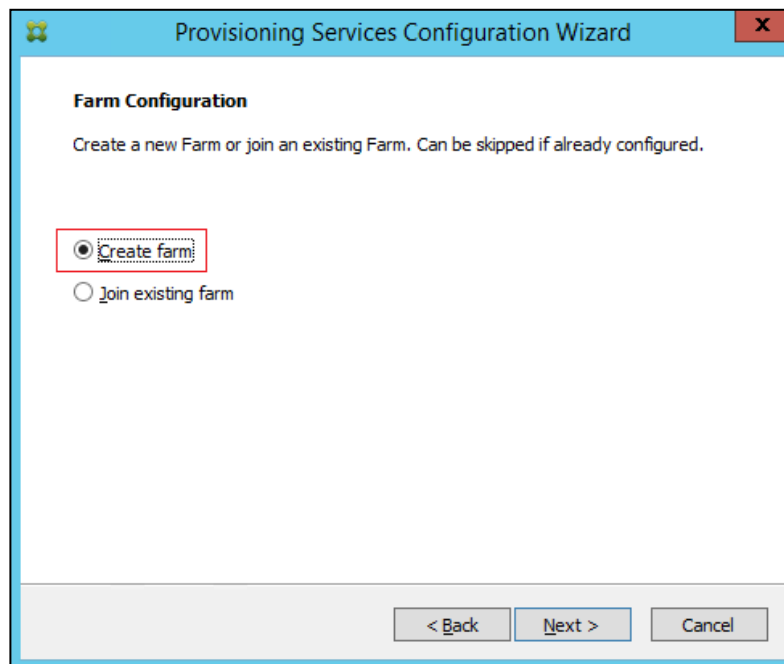 Provisioning Services Configuration Wizard
x
Farm Configuration
Create a new Farm or join an existing Farm. Can be skipped if already configured.
Create farm
Join existing farm
< Back Next > Cancel